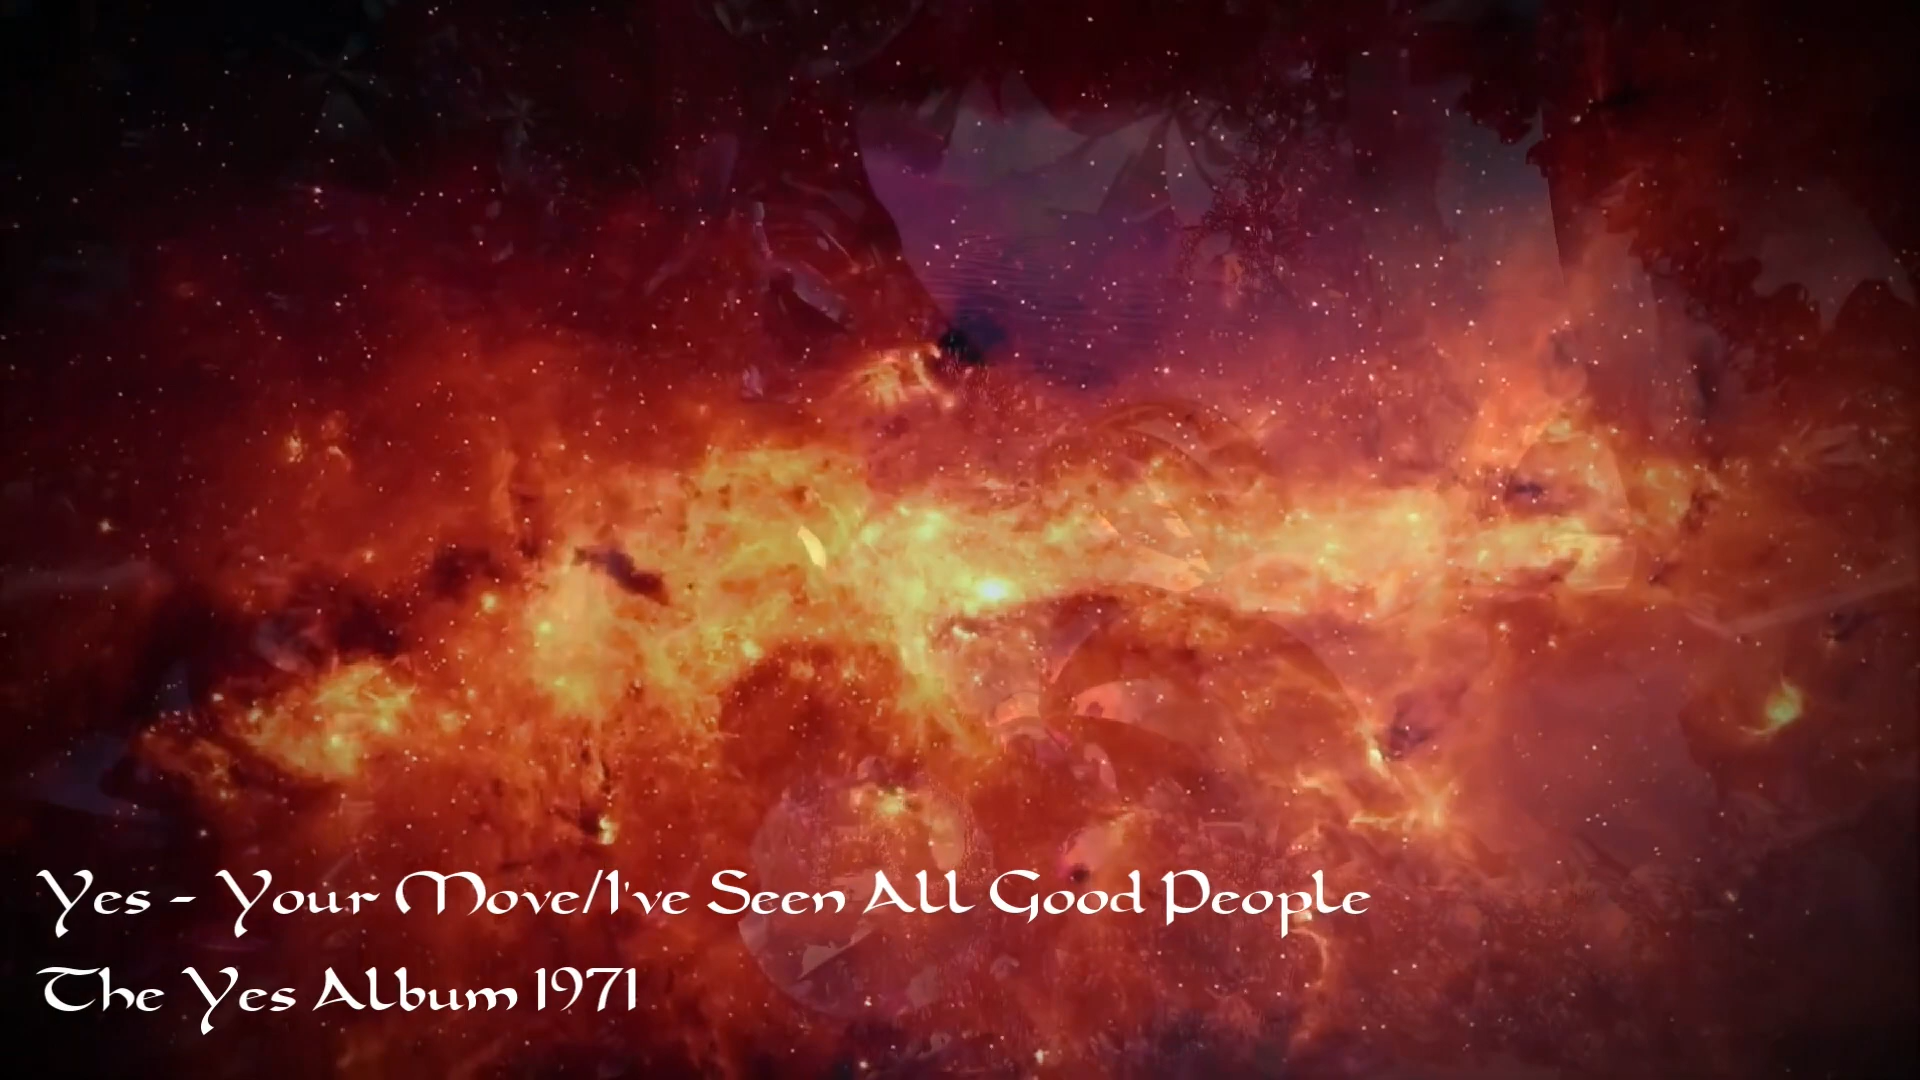 Yes - Your Move/I've Seen All Good People
The Yes Album 1971